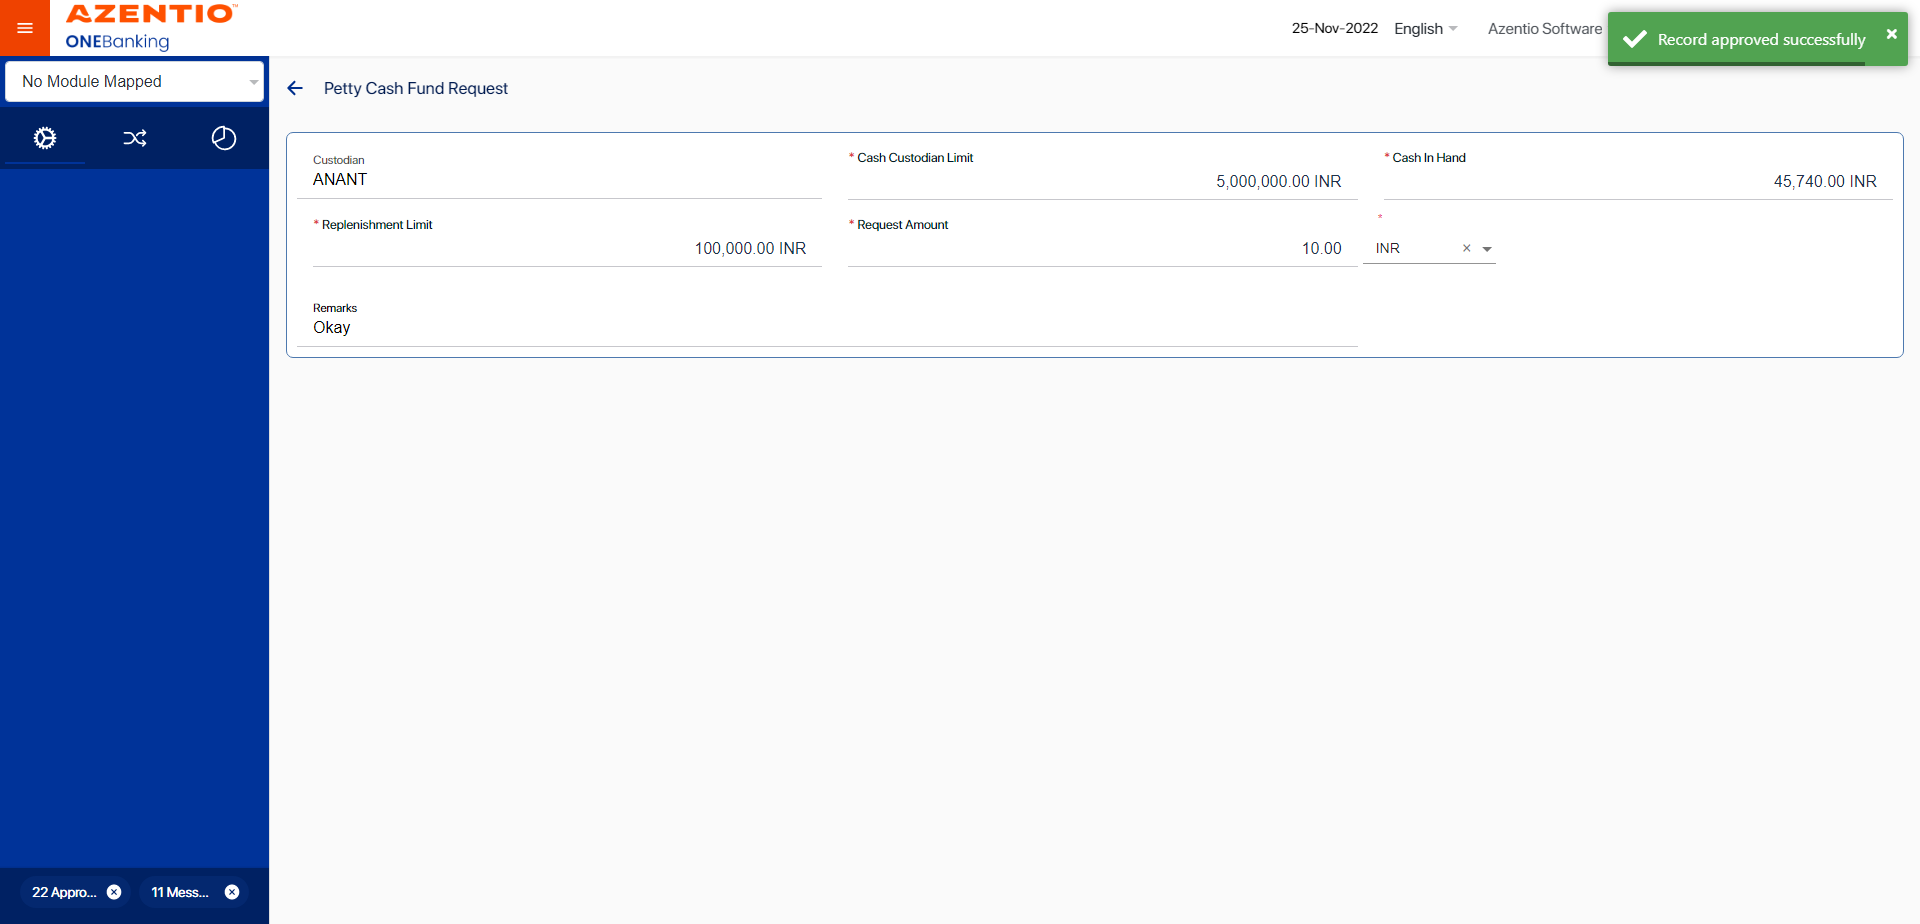 AZENTIO™
ONEBanking
25-Nov-2022 English Azentio Software
Record approved successfully
No Module Mapped
Petty Cash Fund Request
Custodian
ANANT
* Cash Custodian Limit
5,000,000.00 INR
* Cash In Hand
45,740.00 INR
* Replenishment Limit
100,000.00 INR
* Request Amount
10.00
*
INR
Remarks
Okay
22 Appro...
11 Mess...